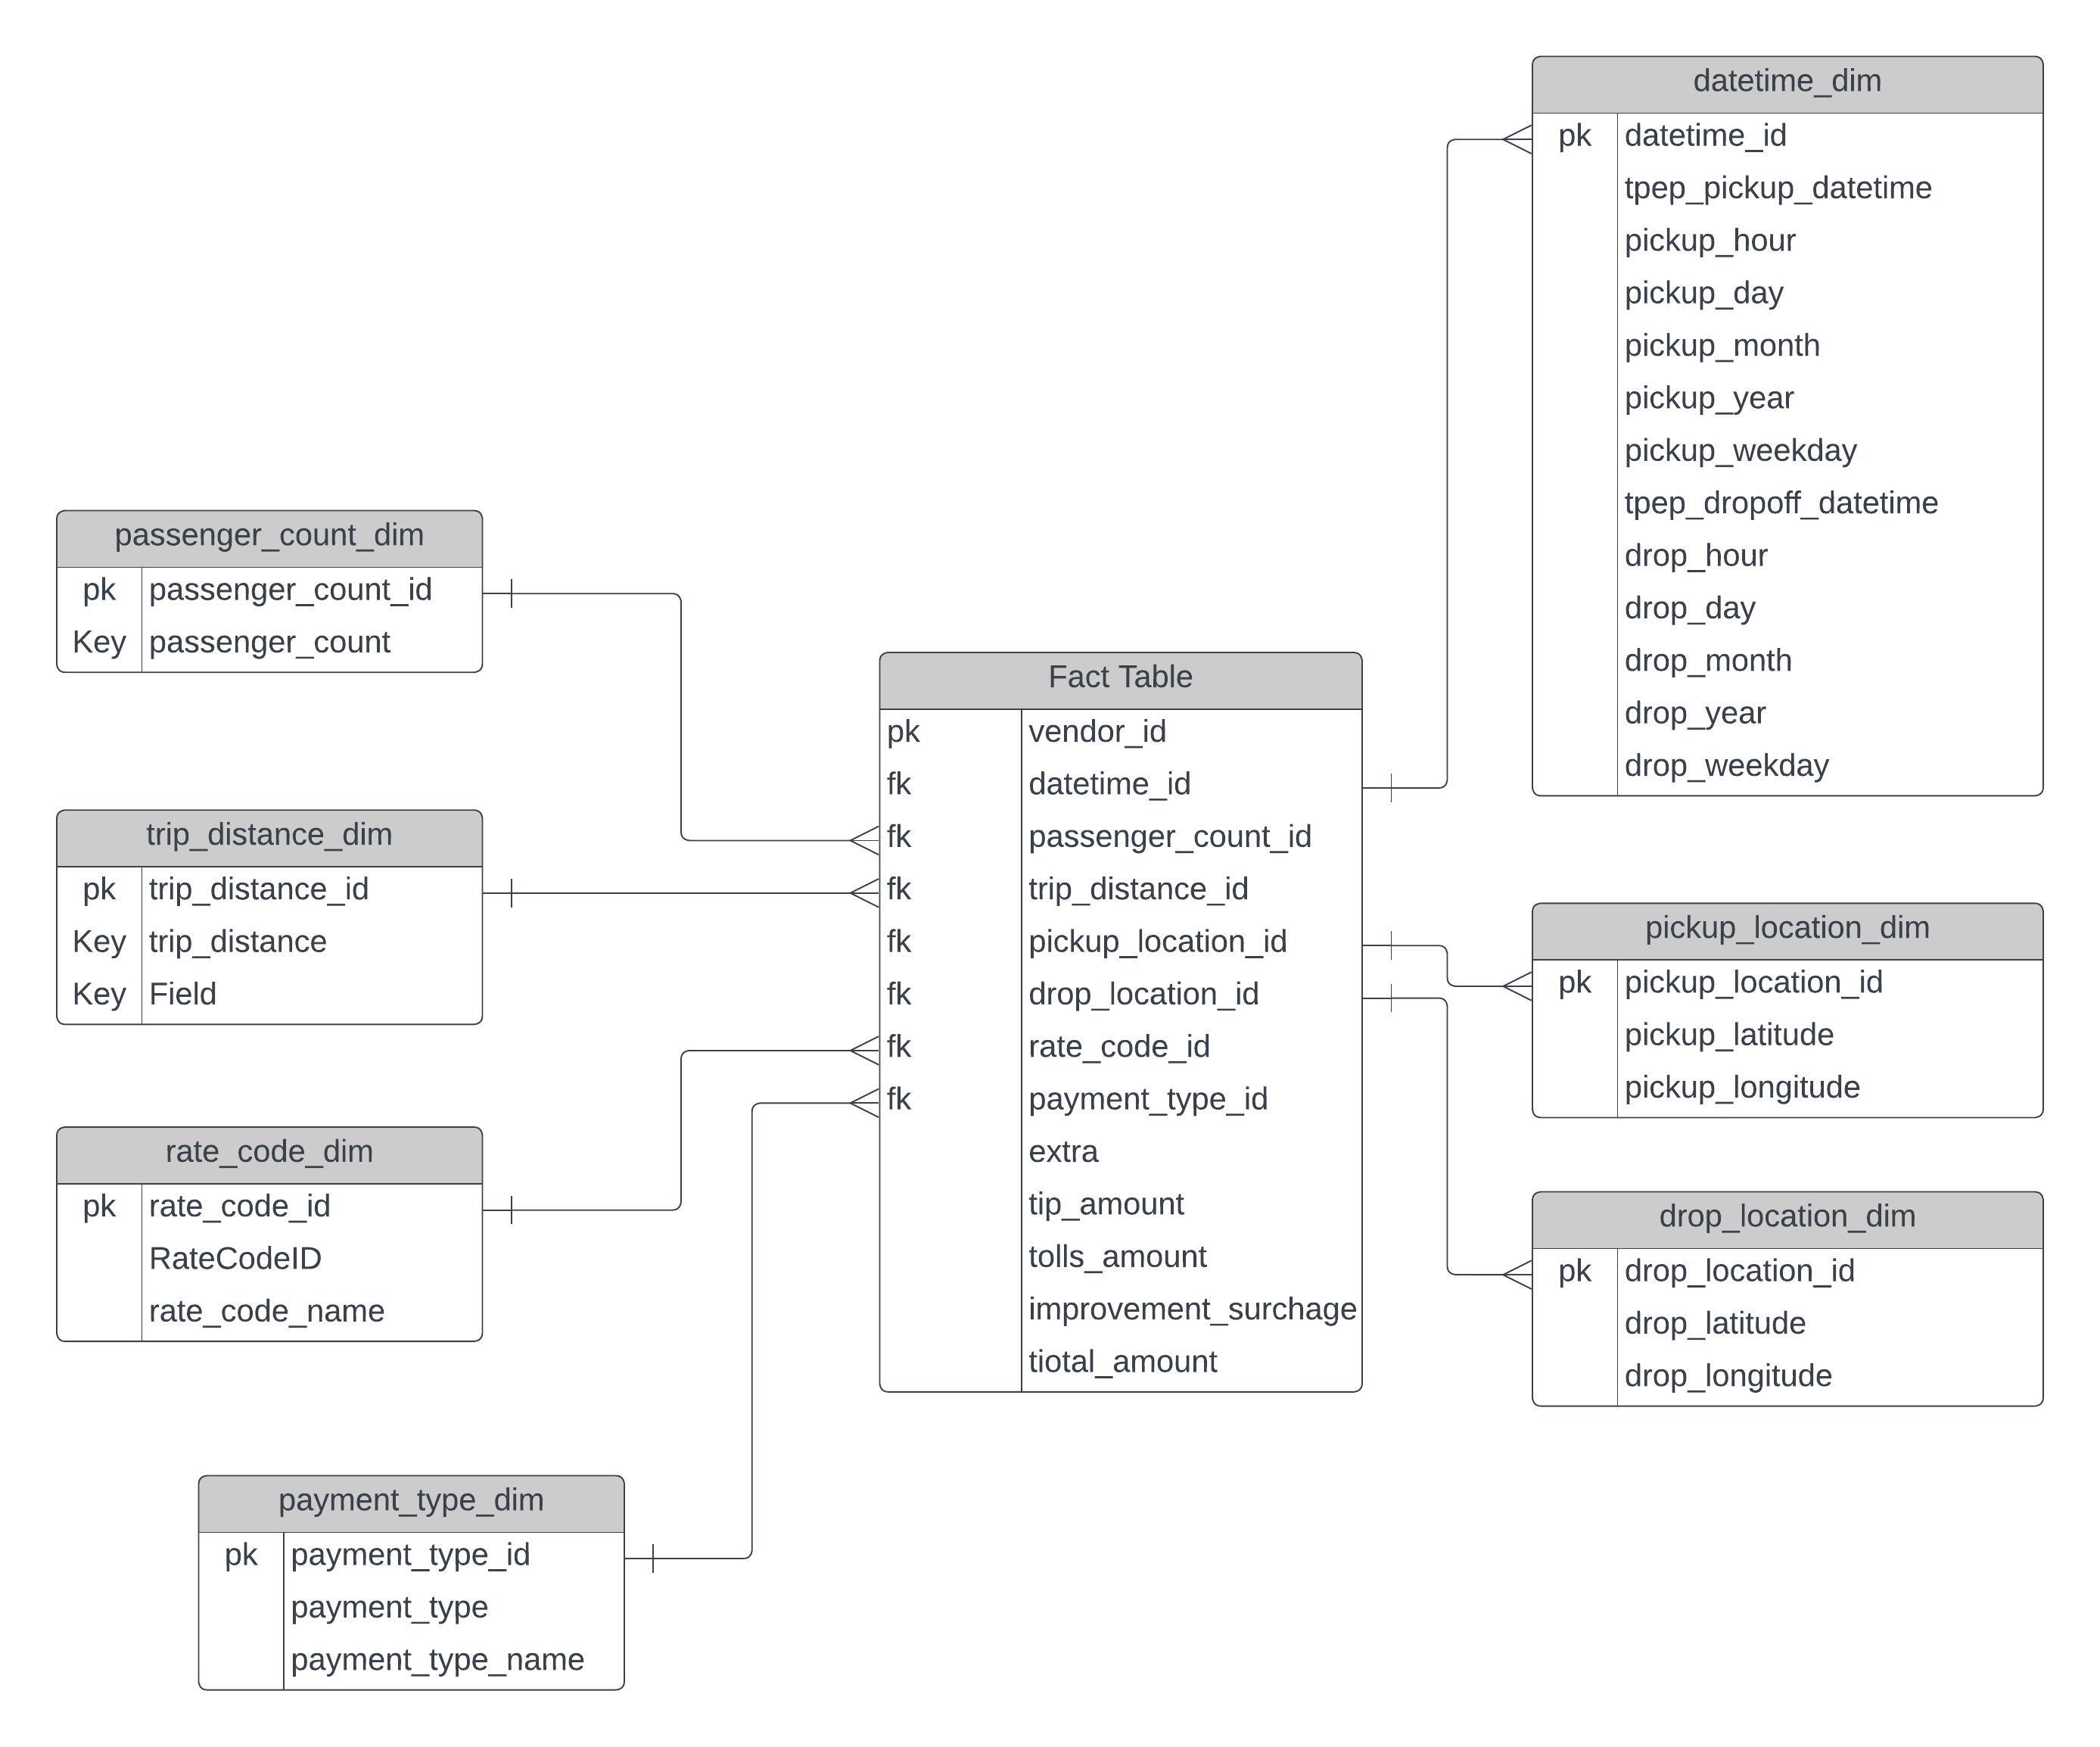 datetime_dim
pk datetime_id
tpep_pickup_datetime
pickup_hour
pickup_day
pickup_month
pickup_year
pickup_weekday
tpep_dropoff_datetime
drop_hour
drop_day
drop_month
drop_year
drop_weekday
passenger_count_dim
pk passenger_count_id
Key passenger_count
trip_distance_dim
pk trip_distance_id
Key trip_distance
Key Field
rate_code_dim
pk rate_code_id
RateCodeID
rate_code_name
payment_type_dim
pk payment_type_id
payment_type
payment_type_name
Fact Table
pk vendor_id
fk datetime_id
fk passenger_count_id
fk trip_distance_id
fk pickup_location_id
fk drop_location_id
fk rate_code_id
fk payment_type_id
extra
tip_amount
tolls_amount
improvement_surchage
tiotal_amount
pickup_location_dim
pk pickup_location_id
pickup_latitude
pickup_longitude
drop_location_dim
pk drop_location_id
drop_latitude
drop_longitude